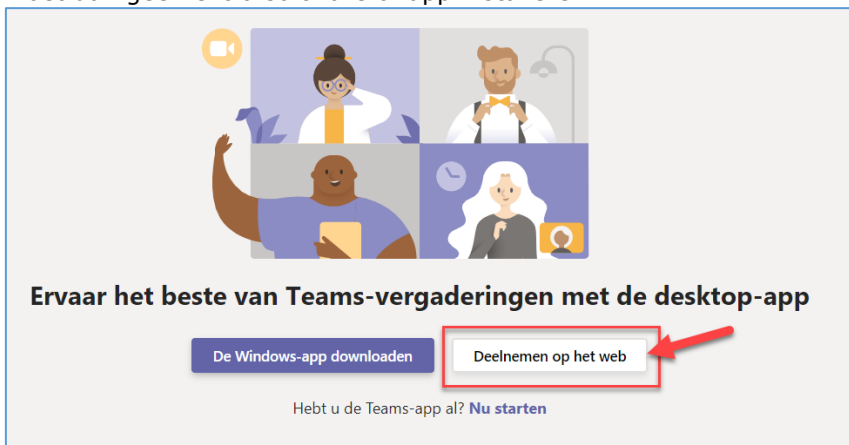 Ervaar het beste van Teams-vergaderingen met de desktop-app
De Windows-app downloaden
Deelnemen op het web
Hebt u de Teams-app al? Nu starten